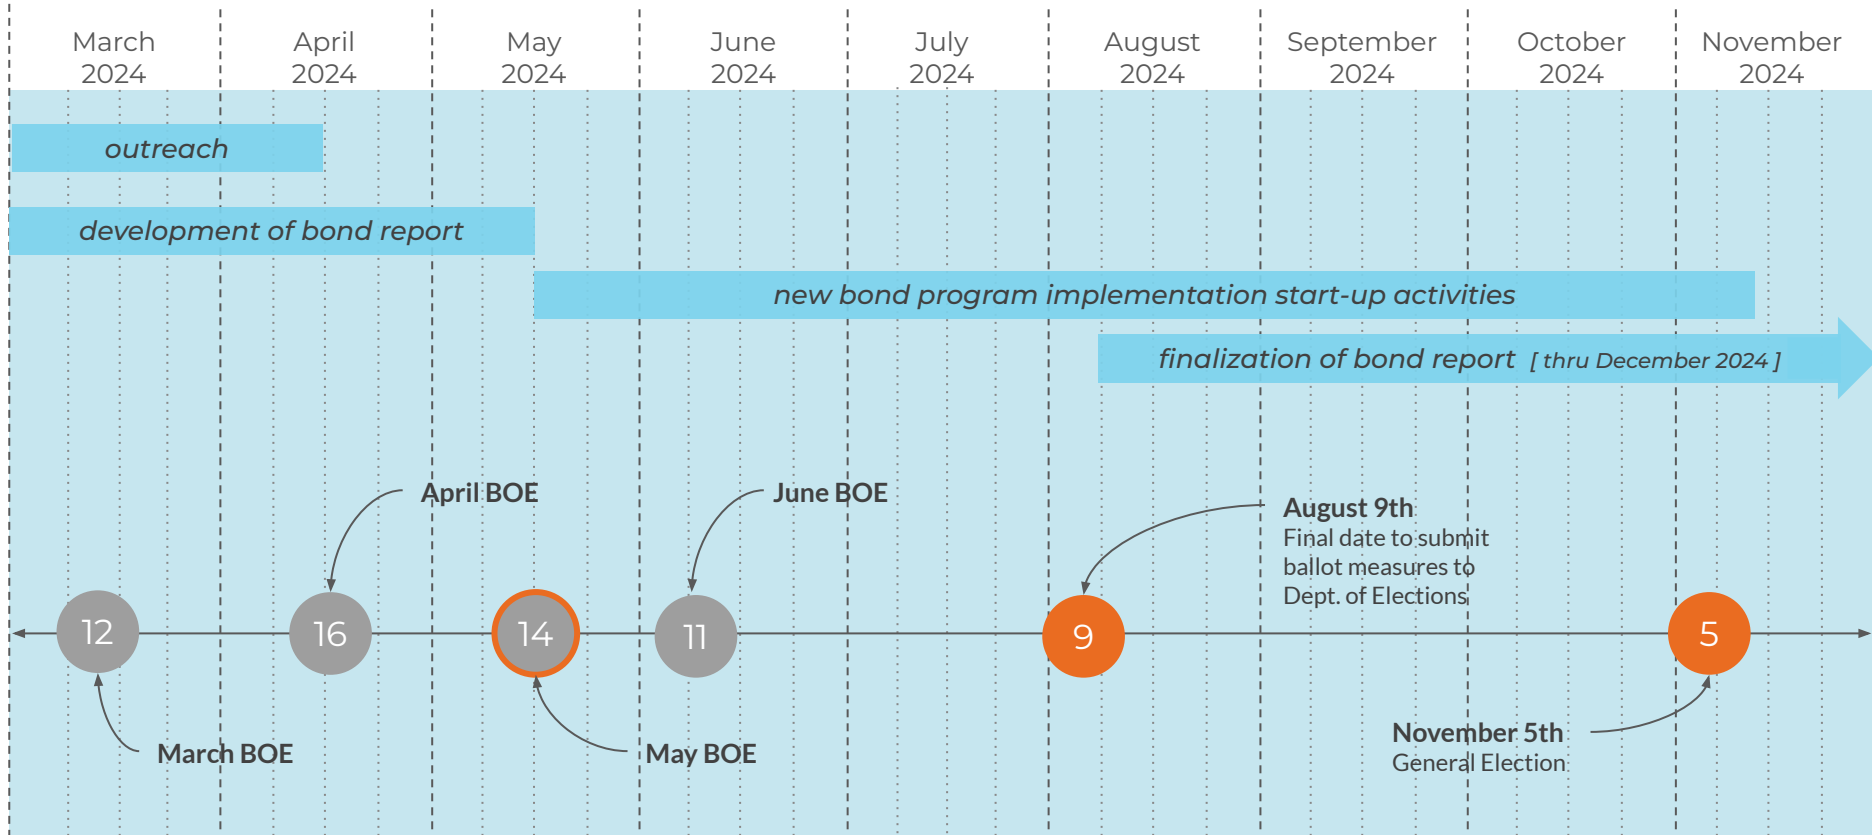 March
2024
April
2024
May
2024
June
2024
July
2024
August
2024
September
2024
October
2024
November
2024
outreach
development of bond report
new bond program implementation start-up activities
finalization of bond report [ thru December 2024 ]
April BOE
June BOE
August 9th
Final date to submit
ballot measures to
Dept. of Elections
12
16
14
11
9
5
March BOE
May BOE
November 5th
General Election